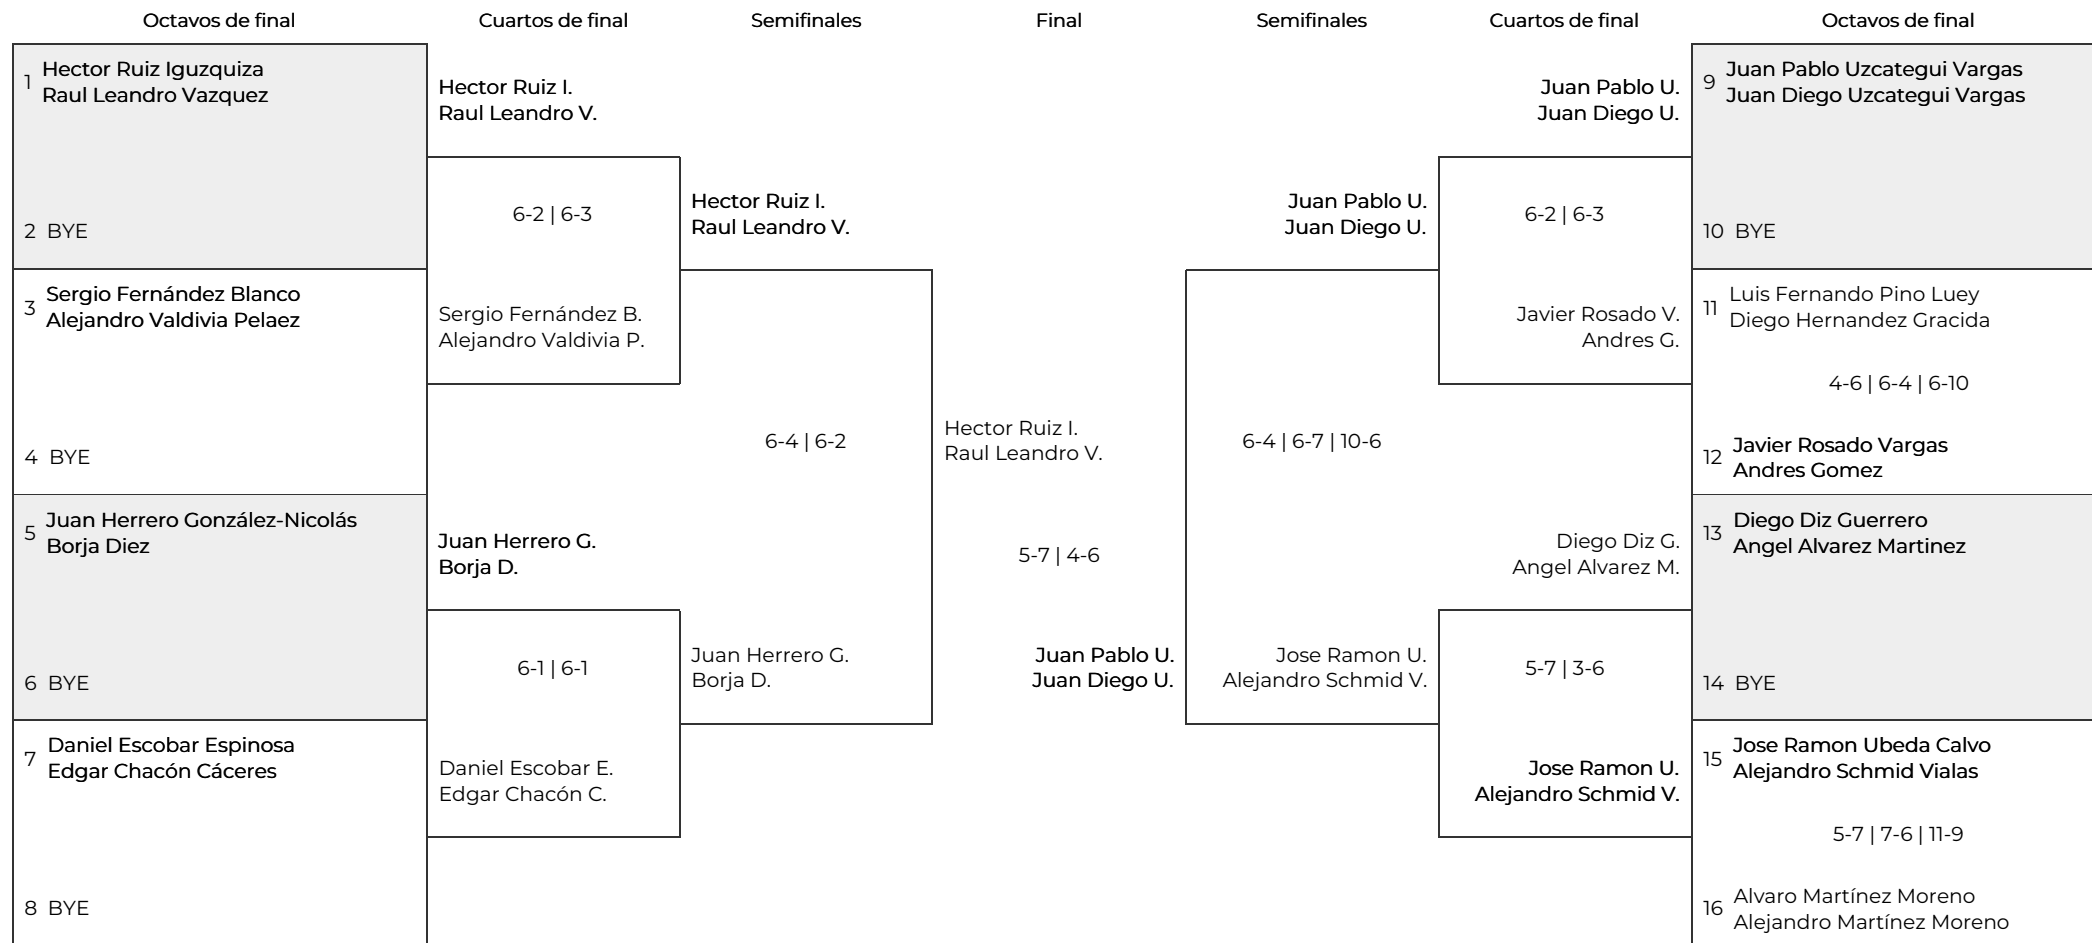 Octavos de final
Cuartos de final
Semifinales
Final
Semifinales
Cuartos de final
Octavos de final
1
Hector Ruiz Iguzquiza
Raul Leandro Vazquez
2 BYE
3
Sergio Fernández Blanco
Alejandro Valdivia Pelaez
4 BYE
5
Juan Herrero González-Nicolás
Borja Diez
6 BYE
7
Daniel Escobar Espinosa
Edgar Chacón Cáceres
8 BYE
Hector Ruiz I.
Raul Leandro V.
6-2 | 6-3
Sergio Fernández B.
Alejandro Valdivia P.
Juan Herrero G.
Borja D.
6-1 | 6-1
Daniel Escobar E.
Edgar Chacón C.
Hector Ruiz I.
Raul Leandro V.
6-4 | 6-2
Juan Herrero G.
Borja D.
Hector Ruiz I.
Raul Leandro V.
5-7 | 4-6
Juan Pablo U.
Juan Diego U.
Juan Pablo U.
Juan Diego U.
6-4 | 6-7 | 10-6
Jose Ramon U.
Alejandro Schmid V.
Juan Pablo U.
Juan Diego U.
6-2 | 6-3
Javier Rosado V.
Andres G.
Diego Diz G.
Angel Alvarez M.
5-7 | 3-6
Jose Ramon U.
Alejandro Schmid V.
9
Juan Pablo Uzcategui Vargas
Juan Diego Uzcategui Vargas
10 BYE
11
Luis Fernando Pino Luey
Diego Hernandez Gracida
4-6 | 6-4 | 6-10
12
Javier Rosado Vargas
Andres Gomez
13
Diego Diz Guerrero
Angel Alvarez Martinez
14 BYE
15
Jose Ramon Ubeda Calvo
Alejandro Schmid Vialas
5-7 | 7-6 | 11-9
16
Alvaro Martínez Moreno
Alejandro Martínez Moreno